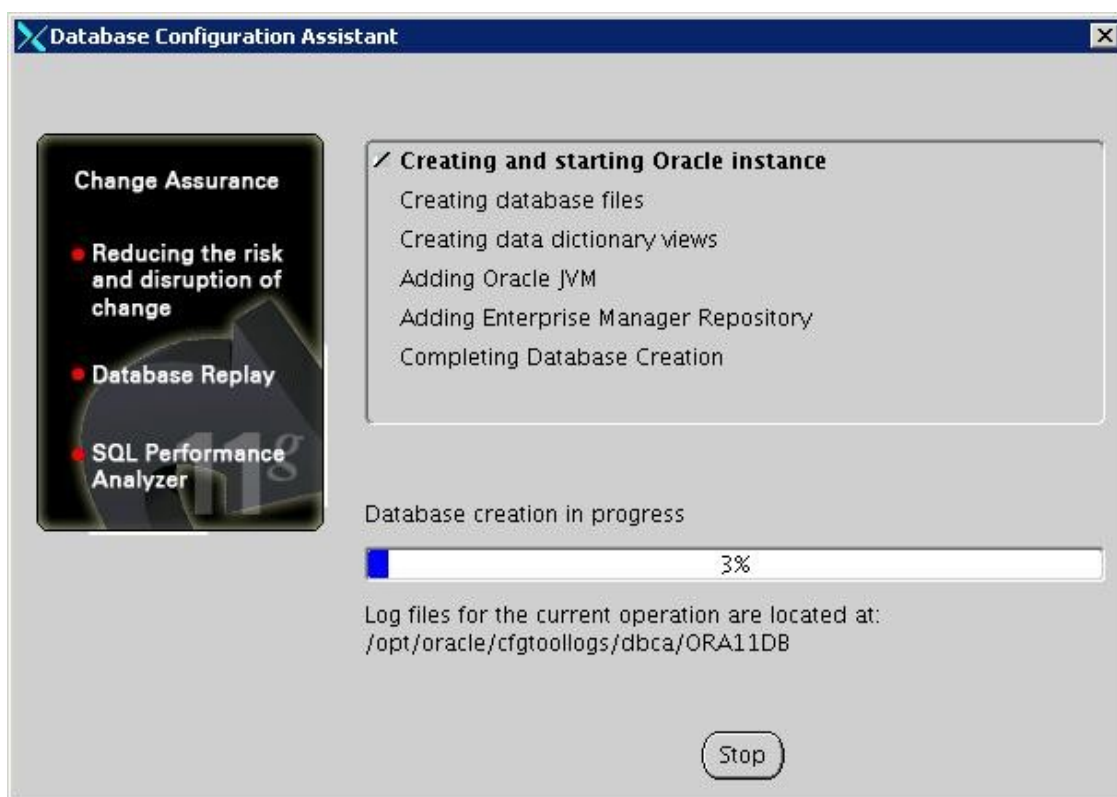 Database Configuration Assistant
Change Assurance
Reducing the risk
and disruption of
change
Database Replay
SQL Performance
Analyzer
11g
Creating and starting Oracle instance
Creating database files
Creating data dictionary views
Adding Oracle JVM
Adding Enterprise Manager Repository
Completing Database Creation
Database creation in progress
3%
Log files for the current operation are located at:
/opt/oracle/cfgtoollogs/dbca/ORA11DB
Stop